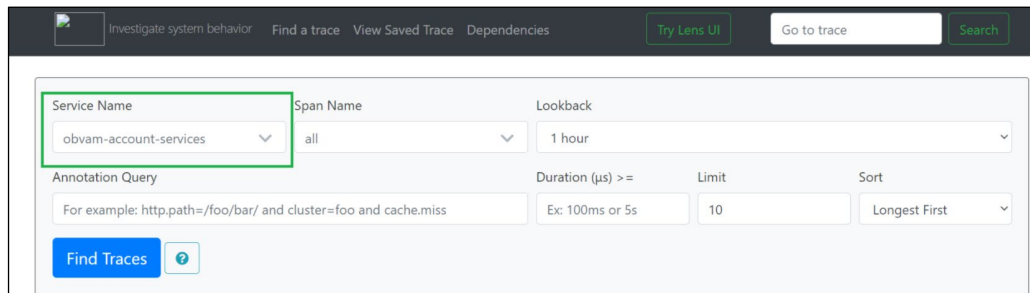 Investigate system behavior Find a trace View Saved Trace Dependencies Try Lens UI Go to trace Search
Service Name Span Name Lookback
obvam-account-services all 1 hour
Annotation Query Duration (µs) >= Limit Sort
For example: http.path=/foo/bar/ and cluster=foo and cache.miss Ex: 100ms or 5s 10 Longest First
Find Traces ?